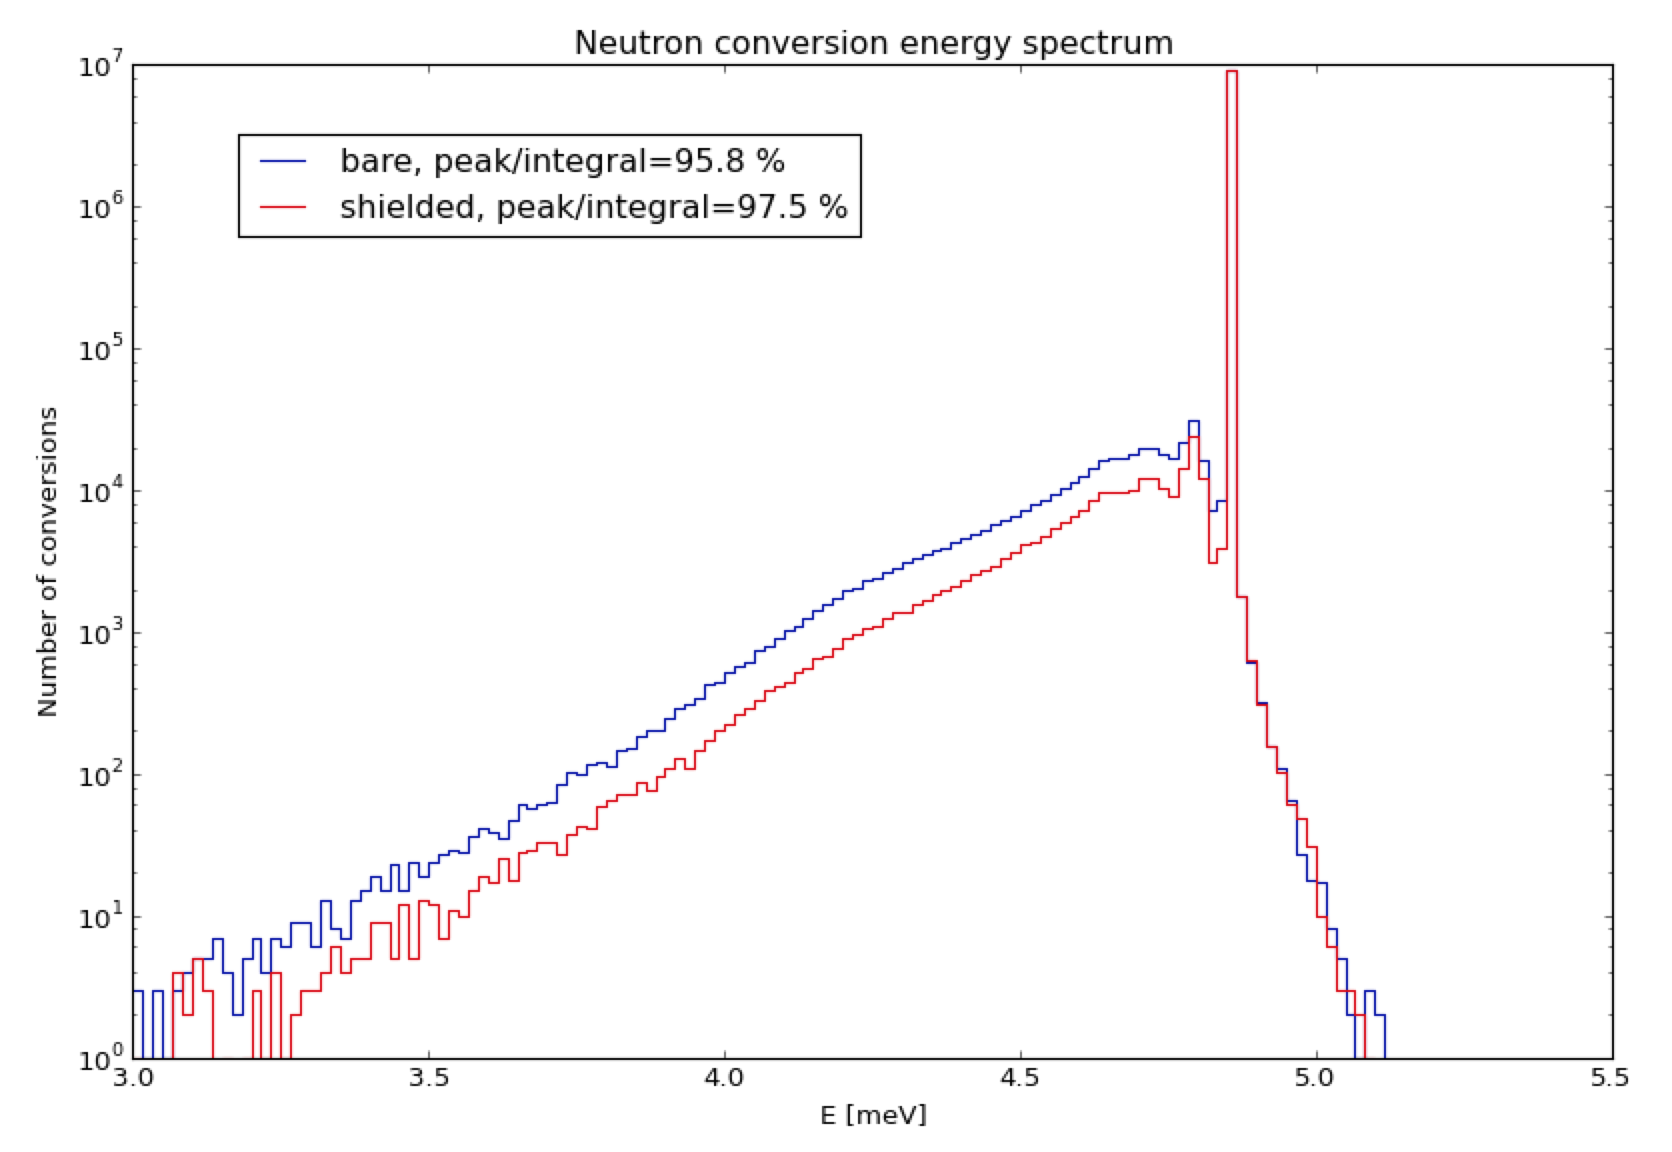 Neutron conversion energy spectrum
10^7
10^6
10^5
10^4
10^3
10^2
10^1
10^0
Number of conversions
bare, peak/integral=95.8 %
shielded, peak/integral=97.5 %
3.0 3.5 4.0 4.5 5.0 5.5
E [meV]